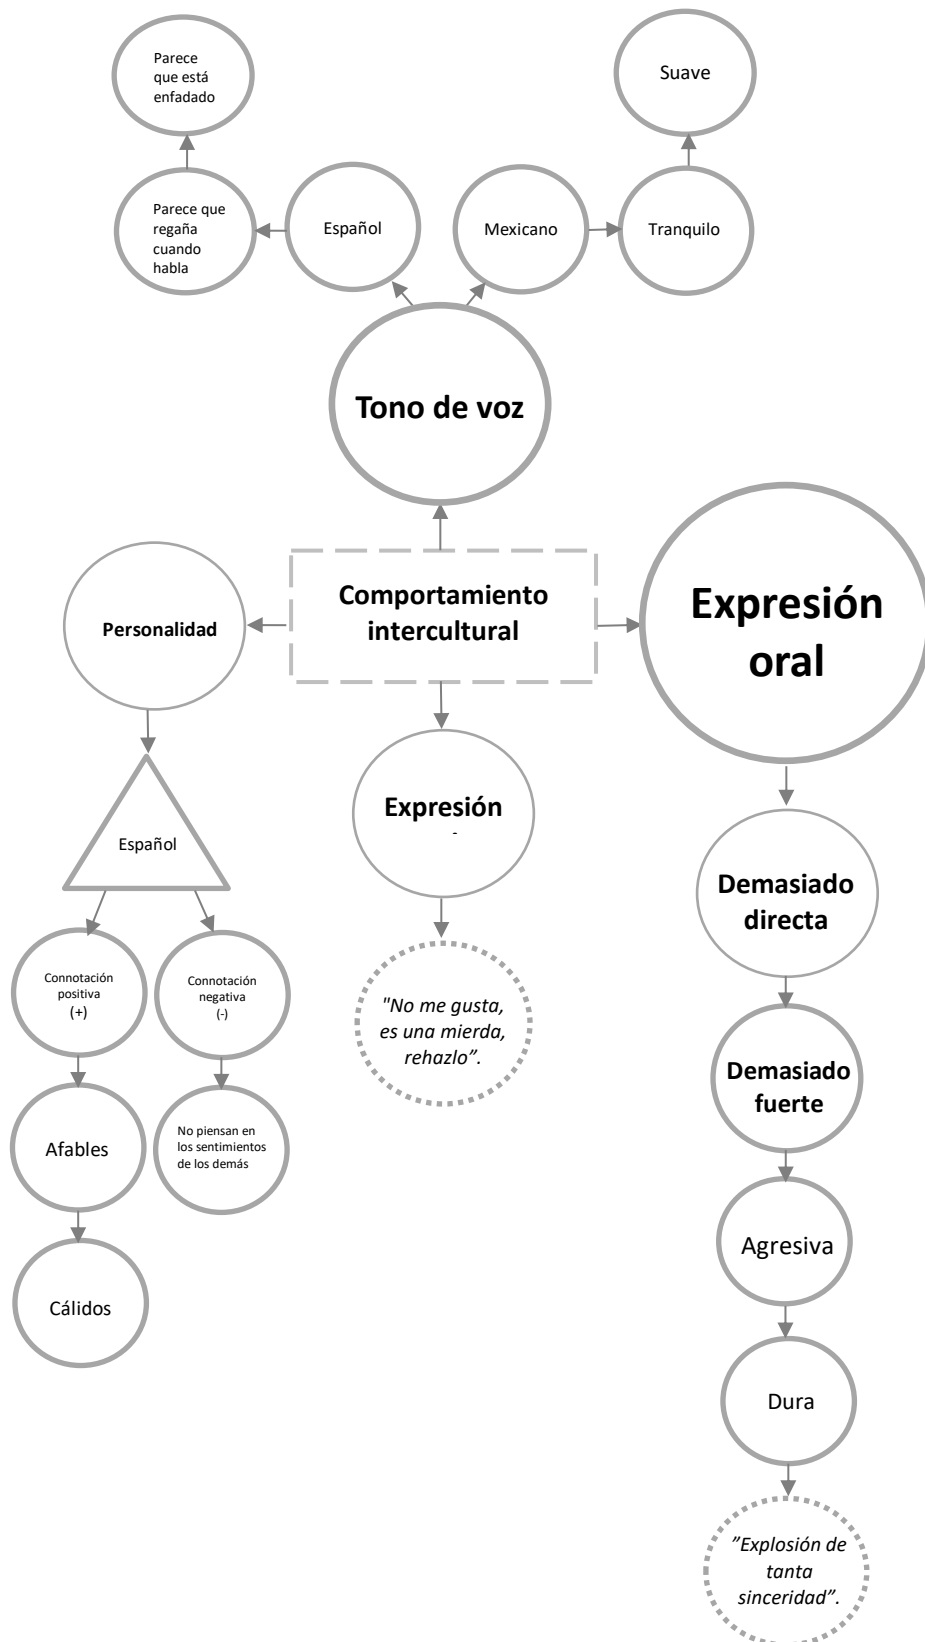 Parece
que está
enfadado
Suave
Parece que
regaña
cuando
habla
Español
Mexicano
Tranquilo
Tono de voz
Comportamiento
intercultural
Personalidad
Expresión
oral
Expresión
Español
Demasiado
directa
Connotación
positiva
(+)
Connotación
negativa
(-)
"No me gusta,
es una mierda,
rehazlo”.
Demasiado
fuerte
Afables
No piensan en
los sentimientos
de los demás
Agresiva
Cálidos
Dura
”Explosión de
tanta
sinceridad”.